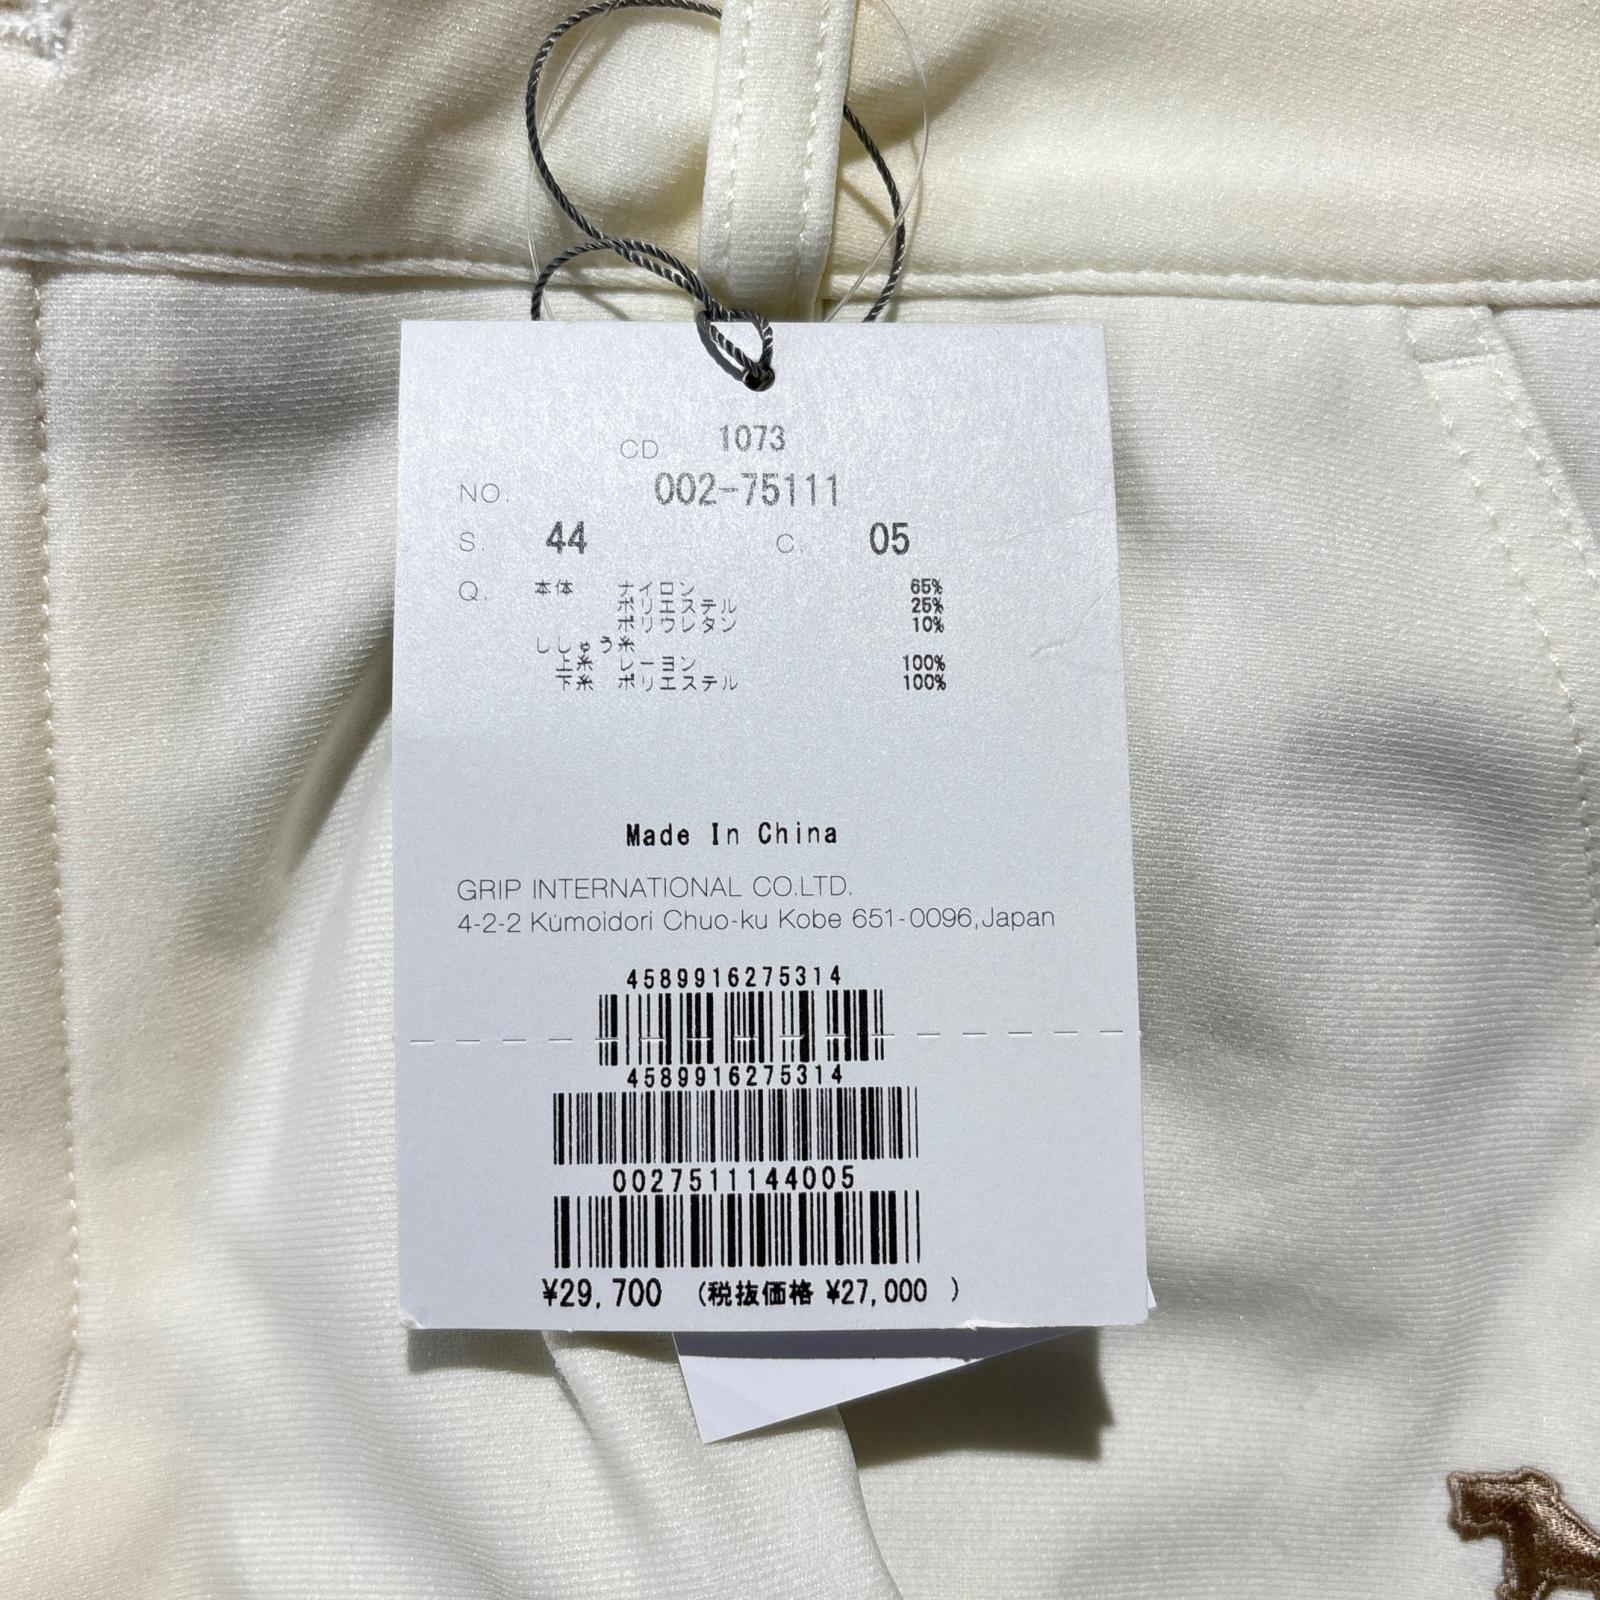 CD 1073
NO. 002-75111
S. 44 C. 05
Q. 本体 ナイロン 65%
ポリエステル 25%
ポリウレタン 10%
ししゅう糸
上糸 レーヨン 100%
下糸 ポリエステル 100%
Made In China
GRIP INTERNATIONAL CO.LTD.
4-2-2 Kumoidori Chuo-ku Kobe 651-0096,Japan
4589916275314
4589916275314
0027511144005
¥29,700 (税抜価格 ¥27,000 )